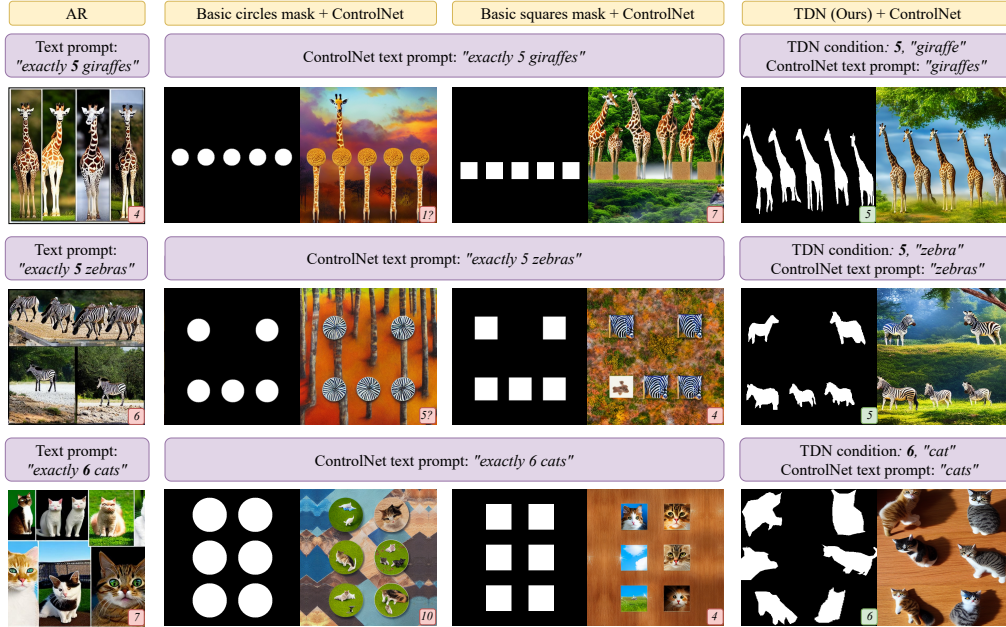 AR
Basic circles mask + ControlNet
Basic squares mask + ControlNet
TDN (Ours) + ControlNet
Text prompt:
"exactly 5 giraffes"
ControlNet text prompt: "exactly 5 giraffes"
TDN condition: 5, "giraffe"
ControlNet text prompt: "giraffes"
4
1?
7
5
Text prompt:
"exactly 5 zebras"
ControlNet text prompt: "exactly 5 zebras"
TDN condition: 5, "zebra"
ControlNet text prompt: "zebras"
6
5?
4
5
Text prompt:
"exactly 6 cats"
ControlNet text prompt: "exactly 6 cats"
TDN condition: 6, "cat"
ControlNet text prompt: "cats"
7
10
4
6